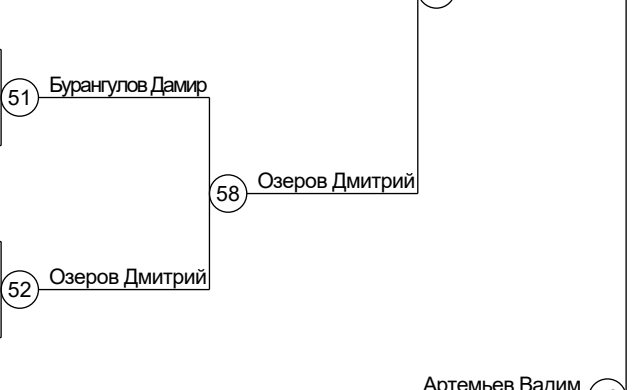 51 Бурангулов Дамир
58 Озеров Дмитрий
52 Озеров Дмитрий
Артемьев Вадим